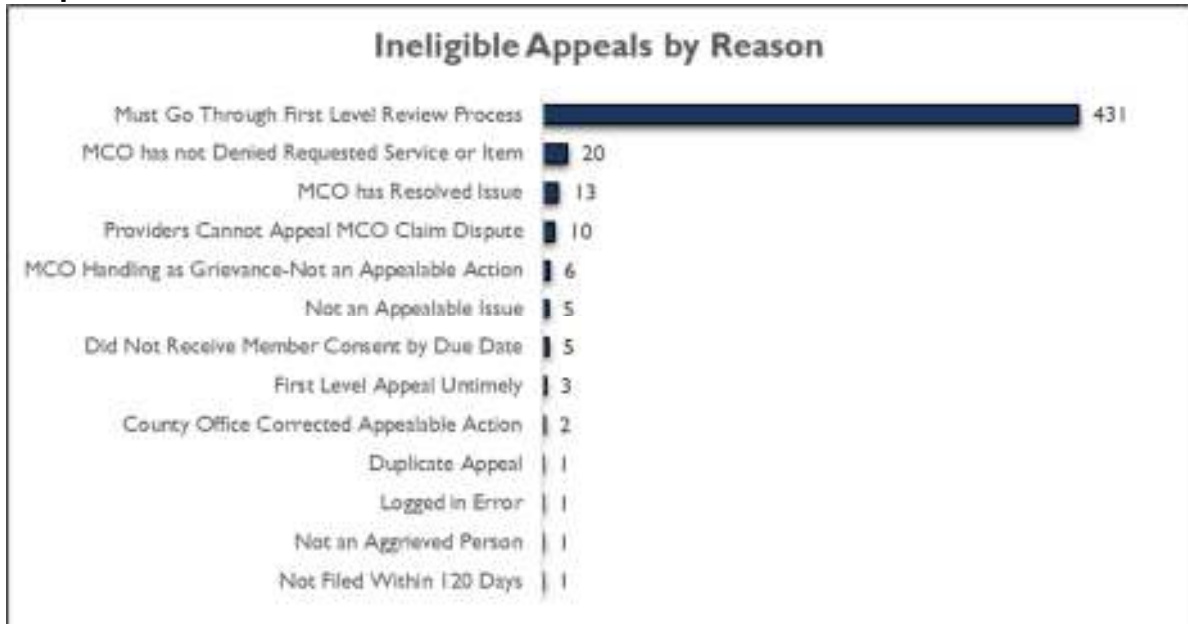 Ineligible Appeals by Reason
Must Go Through First Level Review Process 431
MCO has not Denied Requested Service or Item 20
MCO has Resolved Issue 13
Providers Cannot Appeal MCO Claim Dispute 10
MCO Handling as Grievance-Not an Appealable Action 6
Not an Appealable Issue 5
Did Not Receive Member Consent by Due Date 5
First Level Appeal Untimely 3
County Office Corrected Appealable Action 2
Duplicate Appeal 1
Logged in Error 1
Not an Aggrieved Person 1
Not Filed Within 120 Days 1